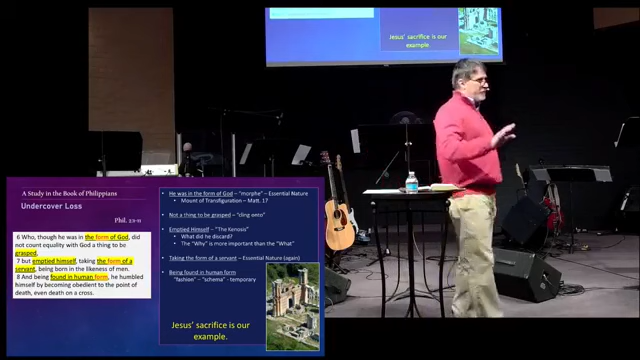 Jesus' sacrifice is our
example.
A Study in the Book of Philippians
Undercover Loss
Phil. 2:3-11
6 Who, though he was in the form of God, did
not count equality with God a thing to be
grasped,
7 but emptied himself, taking the form of a
servant, being born in the likeness of men.
8 And being found in human form, he humbled
himself by becoming obedient to the point of
death, even death on a cross.
• He was in the form of God – "morphe" – Essential Nature
• Mount of Transfiguration – Matt. 17
• Not a thing to be grasped – "cling onto"
• Emptied Himself – "The Kenosis"
• What did he discard?
• The "Why" is more important than the "What"
• Taking the form of a servant – Essential Nature (again)
• Being found in human form
"fashion" – "schema" - temporary
Jesus' sacrifice is our
example.